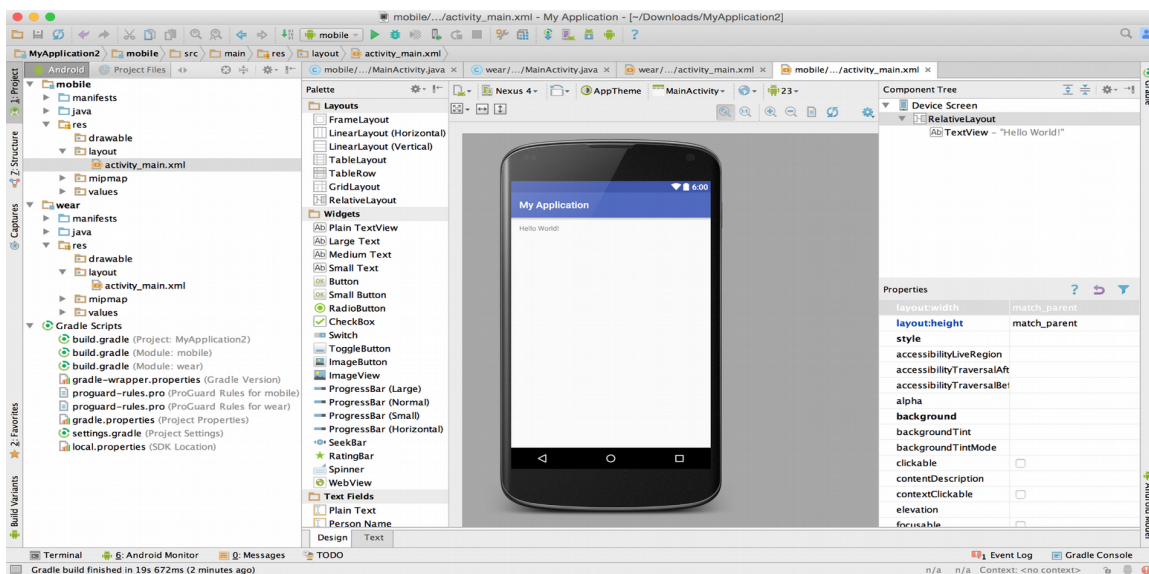 mobile/.../activity_main.xml - My Application - [~/Downloads/MyApplication2]
mobile
?
MyApplication2 mobile src main res layout activity_main.xml
Android Project Files
mobile/.../MainActivity.java × wear/.../MainActivity.java × wear/.../activity_main.xml × mobile/.../activity_main.xml ×
1: Project
Z: Structure
Captures
2: Favorites
Build Variants
mobile
manifests
java
res
drawable
layout
activity_main.xml
mipmap
values
wear
manifests
java
res
drawable
layout
activity_main.xml
mipmap
values
Gradle Scripts
build.gradle (Project: MyApplication2)
build.gradle (Module: mobile)
build.gradle (Module: wear)
gradle-wrapper.properties (Gradle Version)
proguard-rules.pro (ProGuard Rules for mobile)
proguard-rules.pro (ProGuard Rules for wear)
gradle.properties (Project Properties)
settings.gradle (Project Settings)
local.properties (SDK Location)
Palette
Layouts
FrameLayout
LinearLayout (Horizontal)
LinearLayout (Vertical)
TableLayout
TableRow
GridLayout
RelativeLayout
Widgets
Ab Plain TextView
Ab Large Text
Ab Medium Text
Ab Small Text
OK Button
OK Small Button
RadioButton
CheckBox
Switch
ToggleButton
ImageButton
ImageView
ProgressBar (Large)
ProgressBar (Normal)
ProgressBar (Small)
ProgressBar (Horizontal)
SeekBar
RatingBar
Spinner
WebView
Text Fields
Plain Text
Person Name
Design Text
Nexus 4 AppTheme MainActivity 23
6:00
My Application
Hello World!
Component Tree
Device Screen
RelativeLayout
Ab TextView - "Hello World!"
Properties ?
layout:width match_parent
layout:height match_parent
style
accessibilityLiveRegion
accessibilityTraversalAft
accessibilityTraversalBef
alpha
background
backgroundTint
backgroundTintMode
clickable
contentDescription
contextClickable
elevation
focusable
Gradle
Android Model
Terminal 6: Android Monitor 0: Messages TODO 1 Event Log Gradle Console
Gradle build finished in 19s 672ms (2 minutes ago) n/a n/a Context: <no context>